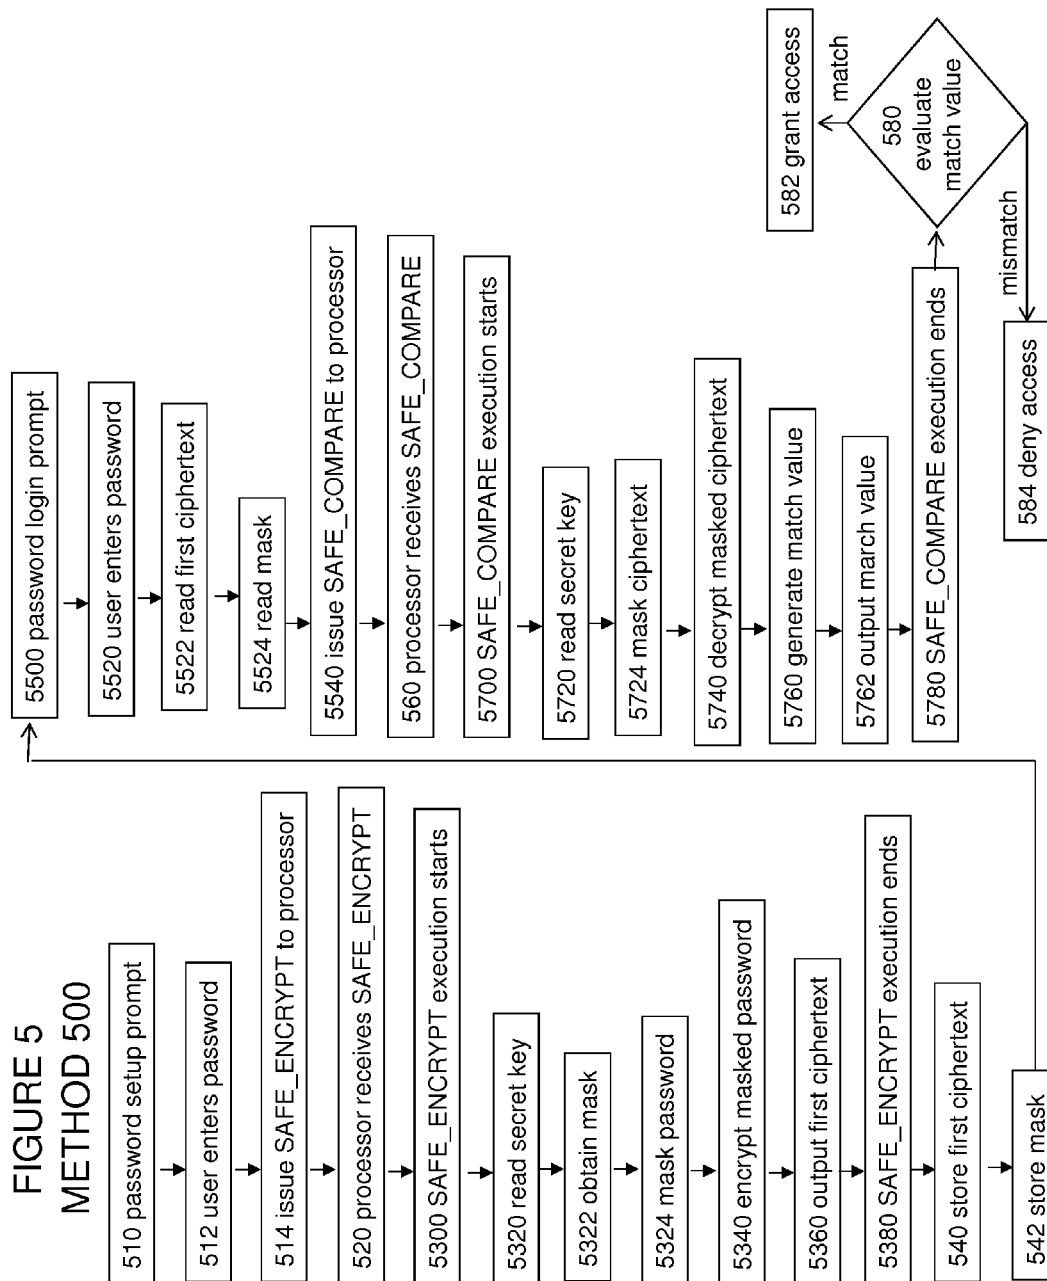 FIGURE 5
METHOD 500
510 password setup prompt
512 user enters password
514 issue SAFE_ENCRYPT to processor
520 processor receives SAFE_ENCRYPT
5300 SAFE_ENCRYPT execution starts
5320 read secret key
5322 obtain mask
5324 mask password
5340 encrypt masked password
5360 output first ciphertext
5380 SAFE_ENCRYPT execution ends
540 store first ciphertext
542 store mask
5500 password login prompt
5520 user enters password
5522 read first ciphertext
5524 read mask
5540 issue SAFE_COMPARE to processor
560 processor receives SAFE_COMPARE
5700 SAFE_COMPARE execution starts
5720 read secret key
5724 mask ciphertext
5740 decrypt masked ciphertext
5760 generate match value
5762 output march value
5780 SAFE_COMPARE execution ends
580
evaluate
match value
match
582 grant access
mismatch
584 deny access